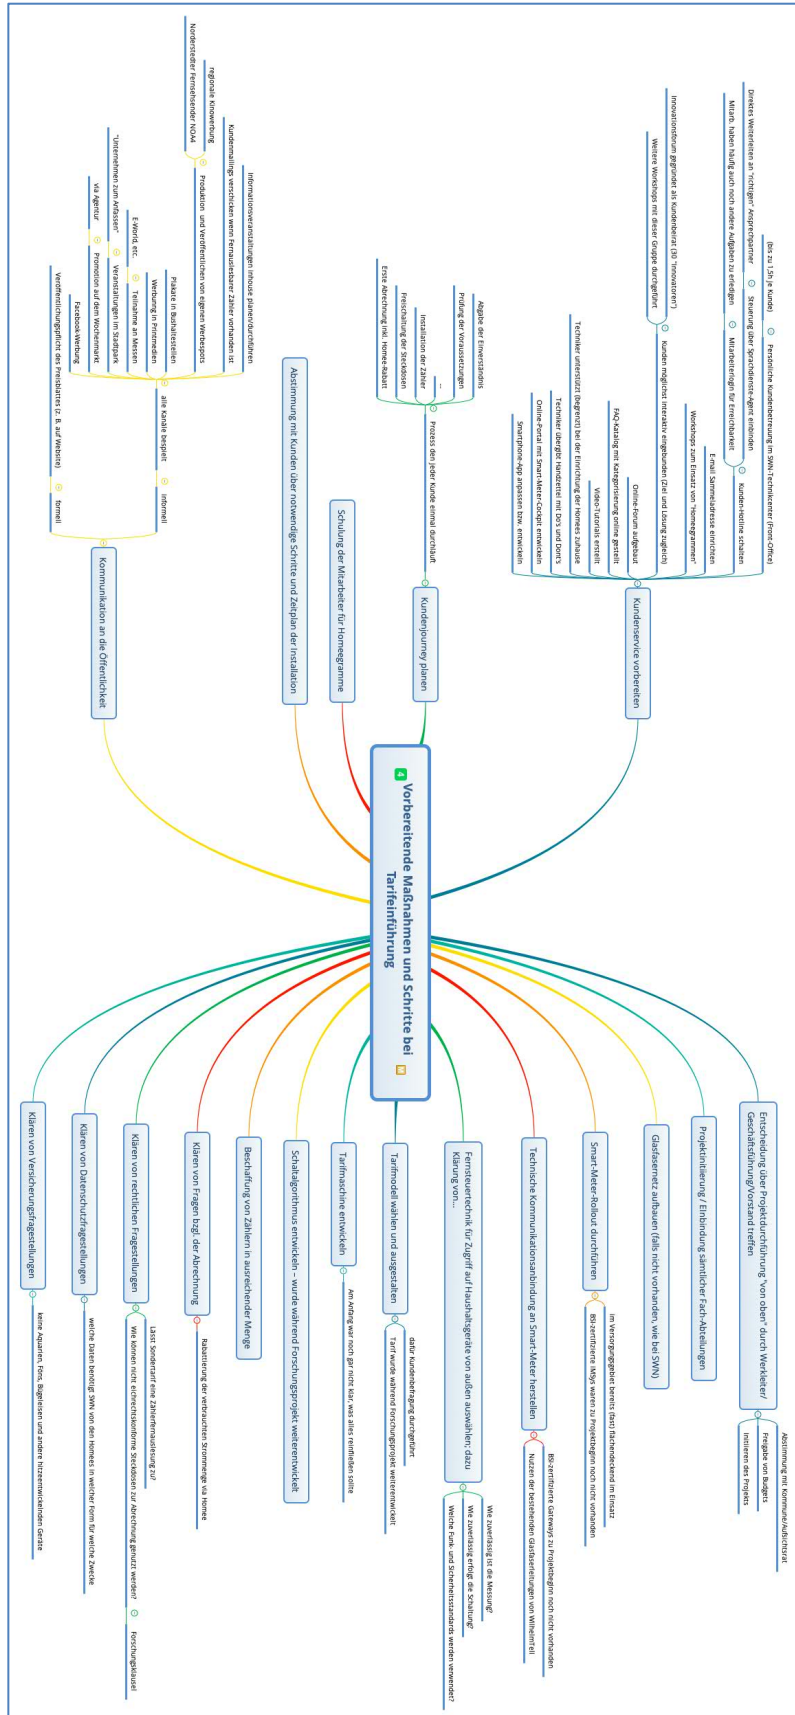 Vorbereitende Maßnahmen und Schritte bei
Tarifeinführung
4
Entscheidung über Projektdurchführung "von oben" durch Werkleiter/
Geschäftsführung/Vorstand treffen
Abstimmung mit Kommune/Aufsichtsrat
Freigabe von Budgets
Initiieren des Projekts
Projektinitiierung / Einbindung sämtlicher Fach-Abteilungen
Glasfasernetz aufbauen (falls nicht vorhanden, wie bei SWN)
Smart-Meter-Rollout durchführen
im Versorgungsgebiet bereits (fast) flächendeckend im Einsatz
BSI-zertifizierte iMSys waren zu Projektbeginn noch nicht vorhanden
Technische Kommunikationsanbindung an Smart-Meter herstellen
BSI-zertifizierte Gateways zu Projektbeginn noch nicht vorhanden
Nutzen der bestehenden Glasfaserleitungen von WilhelmTell
Fernsteuertechnik für Zugriff auf Haushaltsgeräte von außen auswählen; dazu
Klärung von...
Wie zuverlässig ist die Messung?
Wie zuverlässig erfolgt die Schaltung?
Welche Funk- und Sicherheitsstandards werden verwendet?
Tarifmodell wählen und ausgestalten
dafür Kundenbefragung durchgeführt
Tarif wurde während Forschungsprojekt weiterentwickelt
Tarifmaschine entwickeln
Am Anfang war noch gar nicht klar, was alles reinfließen sollte
Schaltalgorithmus entwickeln – wurde während Forschungsprojekt weiterentwickelt
Beschaffung von Zählern in ausreichender Menge
Klären von Fragen bzgl. der Abrechnung
Rabattierung der verbrauchten Strommenge via Homee
Klären von rechtlichen Fragestellungen
Lässt Sondertarif eine Zählerfernauslesung zu?
Wie können nicht eichrechtskonforme Steckdosen zur Abrechnung genutzt werden?
Forschungsklausel
Klären von Datenschutzfragestellungen
welche Daten benötigt SWN von den Homees in welcher Form für welche Zwecke
Klären von Versicherungsfragestellungen
keine Aquarien, Föns, Bügeleisen und andere hitzeentwickelnden Geräte
Kundenservice vorbereiten
Persönliche Kundenbetreuung im SWN-Technikcenter (Front-Office)
(bis zu 1,5h je Kunde)
Kunden-Hotline schalten
Steuerung über Sprachdienste-Agent einbinden
Direktes Weiterleiten an "richtigen" Ansprechpartner
Mitarbeiterlogin für Erreichbarkeit
Mitarb. haben häufig auch noch andere Aufgaben zu erledigen
E-mail Sammeladresse einrichten
Workshops zum Einsatz von "Homeegrammen"
Kunden möglichst interaktiv eingebunden (Ziel und Lösung zugleich)
Innovationsforum gegründet als Kundenbeirat (30 "Innovatoren")
Weitere Workshops mit dieser Gruppe durchgeführt
Online-Forum aufgebaut
FAQ-Katalog mit Kategorisierung online gestellt
Video-Tutorials erstellt
Techniker unterstützt (begrenzt) bei der Einrichtung der Homees zuhause
Techniker übergibt Handzettel mit Do's und Dont's
Online-Portal mit Smart-Meter-Cockpit entwickeln
Smartphone-App anpassen bzw. entwickeln
Kundenjourney planen
Prozess den jeder Kunde einmal durchläuft
Abgabe der Einverständnis
Prüfung der Voraussetzungen
...
Installation der Zähler
Freischaltung der Steckdosen
Erste Abrechnung inkl. Homee-Rabatt
Schulung der Mitarbeiter für Homeegramme
Abstimmung mit Kunden über notwendige Schritte und Zeitplan der Installation
Kommunikation an die Öffentlichkeit
informell
alle Kanäle bespielt
Informationsveranstaltungen inhouse planen/durchführen
Kundenmailings verschicken wenn Fernauslesbarer Zähler vorhanden ist
Produktion und Veröffentlichen von eigenen Werbespots
regionale Kinowerbung
Norderstedter Fernsehsender NOA4
Plakate in Bushaltestellen
Werbung in Printmedien
Teilnahme an Messen
E-World, etc.
Veranstaltungen im Stadtpark
"Unternehmen zum Anfassen"
Promotion auf dem Wochenmarkt
via Agentur
Facebook-Werbung
formell
Veröffentlichungspflicht des Preisblattes (z. B. auf Website)